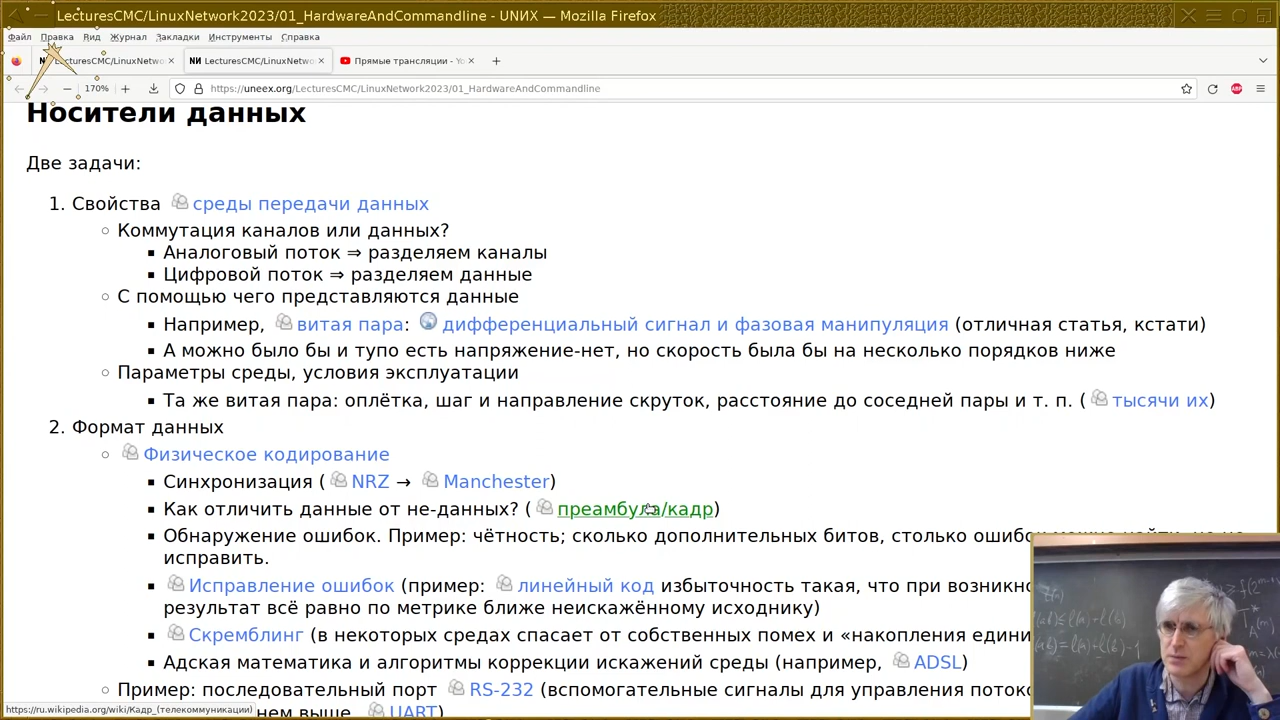 LecturesCMC/LinuxNetwork2023/01_HardwareAndCommandline - UNИX — Mozilla Firefox
Файл Правка Вид Журнал Закладки Инструменты Справка
LecturesCMC/LinuxNetwo
NИ LecturesCMC/LinuxNetwo
Прямые трансляции - Yo
170%
https://uneex.org/LecturesCMC/LinuxNetwork2023/01_HardwareAndCommandline
ABP
Носители данных
Две задачи:
1. Свойства среды передачи данных
Коммутация каналов или данных?
Аналоговый поток ⇒ разделяем каналы
Цифровой поток ⇒ разделяем данные
С помощью чего представляются данные
Например, витая пара: дифференциальный сигнал и фазовая манипуляция (отличная статья, кстати)
А можно было бы и тупо есть напряжение-нет, но скорость была бы на несколько порядков ниже
Параметры среды, условия эксплуатации
Та же витая пара: оплётка, шаг и направление скруток, расстояние до соседней пары и т. п. ( тысячи их)
2. Формат данных
Физическое кодирование
Синхронизация ( NRZ → Manchester)
Как отличить данные от не-данных? ( преамбула/кадр)
Обнаружение ошибок. Пример: чётность; сколько дополнительных битов, столько ошибо
исправить.
Исправление ошибок (пример: линейный код избыточность такая, что при возникно
результат всё равно по метрике ближе неискажённому исходнику)
Скремблинг (в некоторых средах спасает от собственных помех и «накопления едини
Адская математика и алгоритмы коррекции искажений среды (например, ADSL)
Пример: последовательный порт RS-232 (вспомогательные сигналы для управления потоко
нем выше, UART)
https://ru.wikipedia.org/wiki/Кадр_(телекоммуникации)